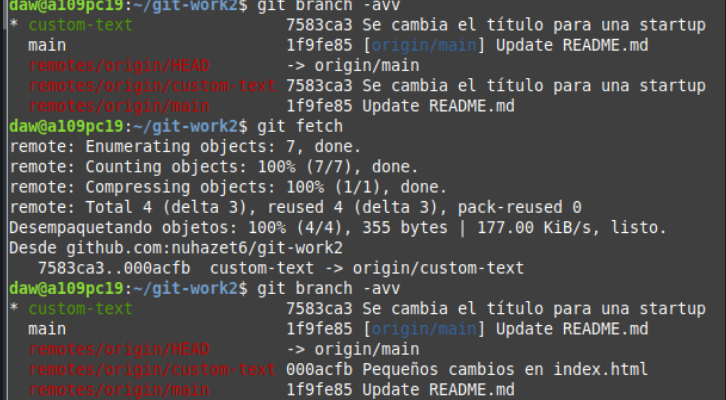 daw@a109pc19:~/git-work2$ git branch -avv
* custom-text 7583ca3 Se cambia el título para una startup
main 1f9fe85 [origin/main] Update README.md
remotes/origin/HEAD -> origin/main
remotes/origin/custom-text 7583ca3 Se cambia el título para una startup
remotes/origin/main 1f9fe85 Update README.md
daw@a109pc19:~/git-work2$ git fetch
remote: Enumerating objects: 7, done.
remote: Counting objects: 100% (7/7), done.
remote: Compressing objects: 100% (1/1), done.
remote: Total 4 (delta 3), reused 4 (delta 3), pack-reused 0
Desempaquetando objetos: 100% (4/4), 355 bytes | 177.00 KiB/s, listo.
Desde github.com:nuhazet6/git-work2
7583ca3..000acfb custom-text -> origin/custom-text
daw@a109pc19:~/git-work2$ git branch -avv
* custom-text 7583ca3 Se cambia el título para una startup
main 1f9fe85 [origin/main] Update README.md
remotes/origin/HEAD -> origin/main
remotes/origin/custom-text 000acfb Pequeños cambios en index.html
remotes/origin/main 1f9fe85 Update README.md